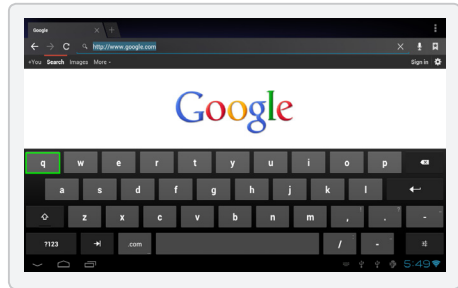 Google
http://www.google.com
+You Search Images More
Sign in
Google
q w e r t y u i o p
a s d f g h j k l
z x c v b n m , ! . ?
?123 .com / -
5:49